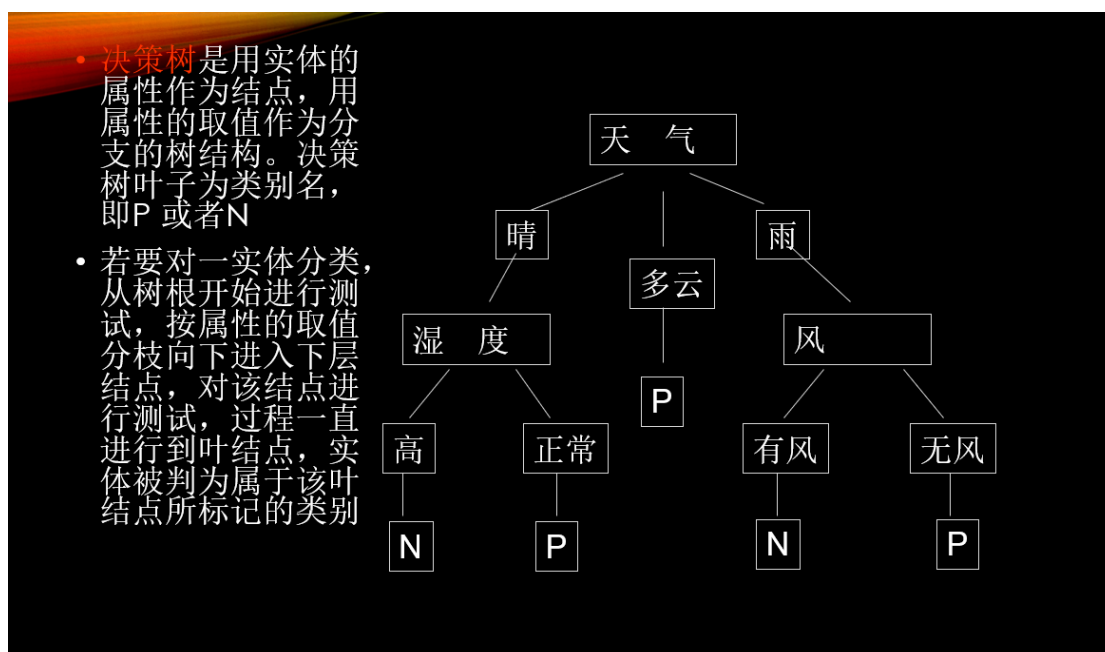 决策树是用实体的
属性作为结点，用
属性的取值作为分
支的树结构。决策
树叶子为类别名，
即P 或者N
若要对一实体分类，
从树根开始进行测
试，按属性的取值
分枝向下进入下层
结点，对该结点进
行测试，过程一直
进行到叶结点，实
体被判为属于该叶
结点所标记的类别
天 气
晴
多云
雨
湿 度
P
风
高
正常
有风
无风
N
P
N
P